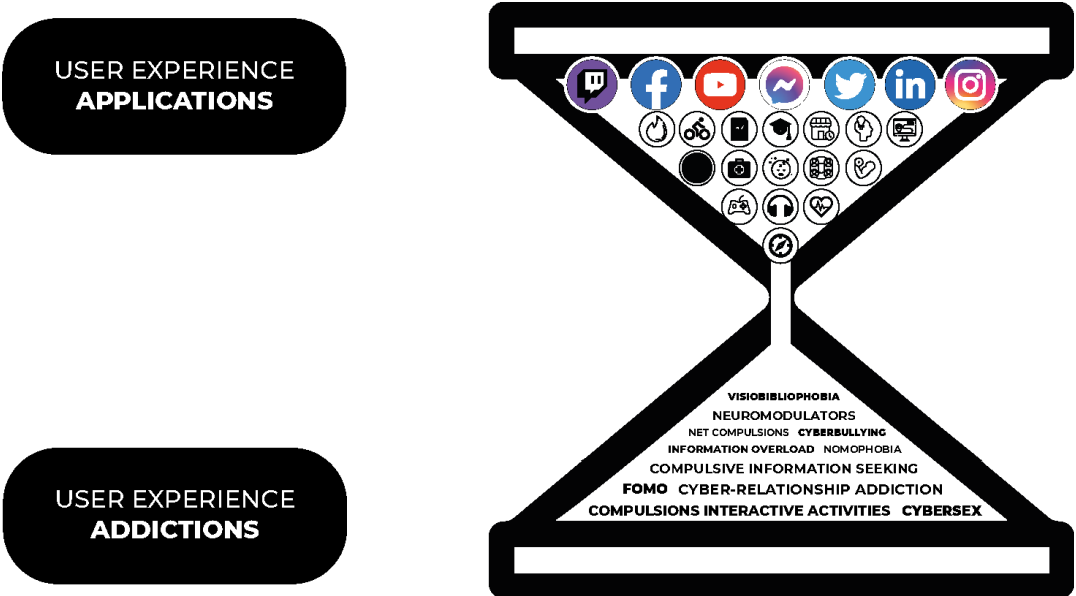 USER EXPERIENCE
APPLICATIONS
USER EXPERIENCE
ADDICTIONS
VISIOBIBLIOPHOBIA
NEUROMODULATORS
NET COMPULSIONS CYBERBULLYING
INFORMATION OVERLOAD NOMOPHOBIA
COMPULSIVE INFORMATION SEEKING
FOMO CYBER-RELATIONSHIP ADDICTION
COMPULSIONS INTERACTIVE ACTIVITIES CYBERSEX